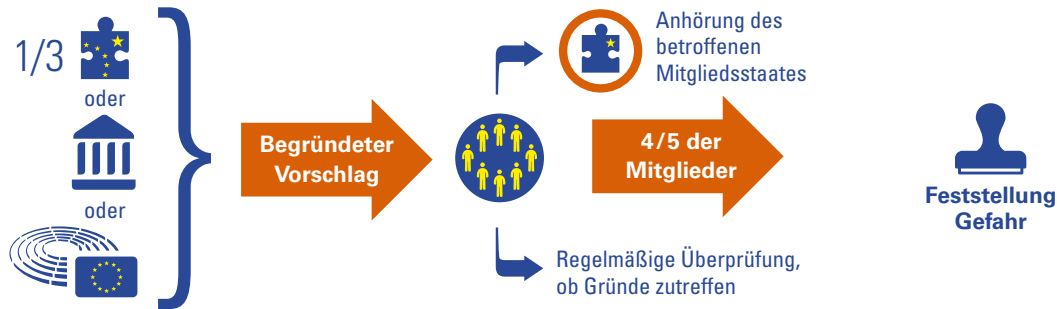 1/3
oder
oder
Begründeter
Vorschlag
Anhörung des
betroffenen
Mitgliedsstaates
4/5 der
Mitglieder
Regelmäßige Überprüfung,
ob Gründe zutreffen
Feststellung
Gefahr